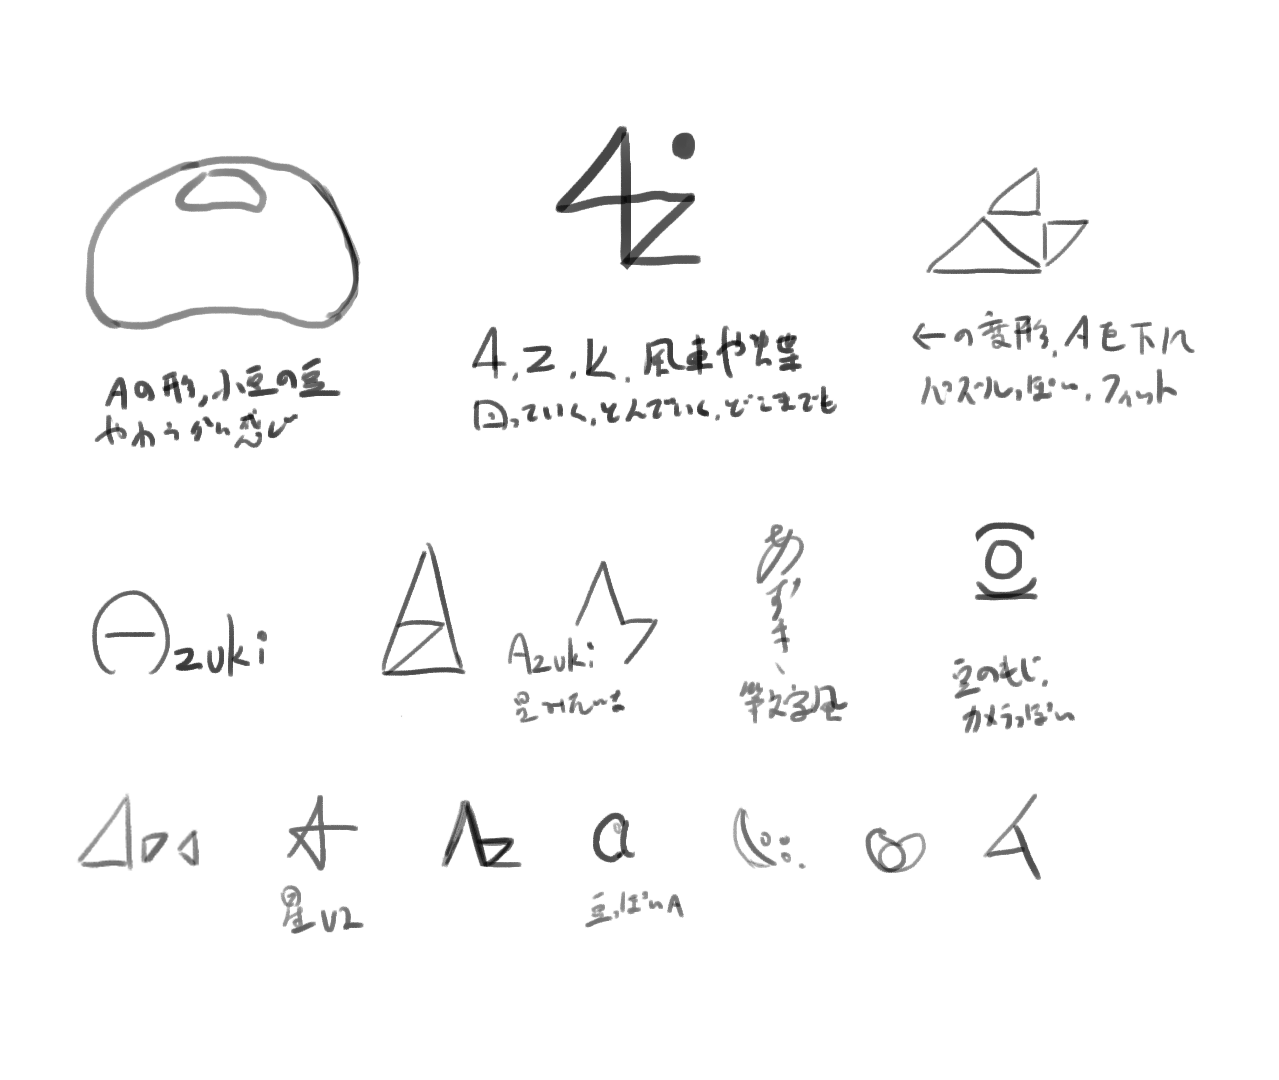 Aの形,小豆の豆
やわらかい感じ
4.Z.K.風車や葉
回っていく,とんでいく,どこまでも
←の変形,Aを下に
パズルっぽい,フィット
Azuki
Azuki
星みたいな
あずき
筆文字風
豆のもじ,
カメラっぽい
星V2
a
豆っぽいA